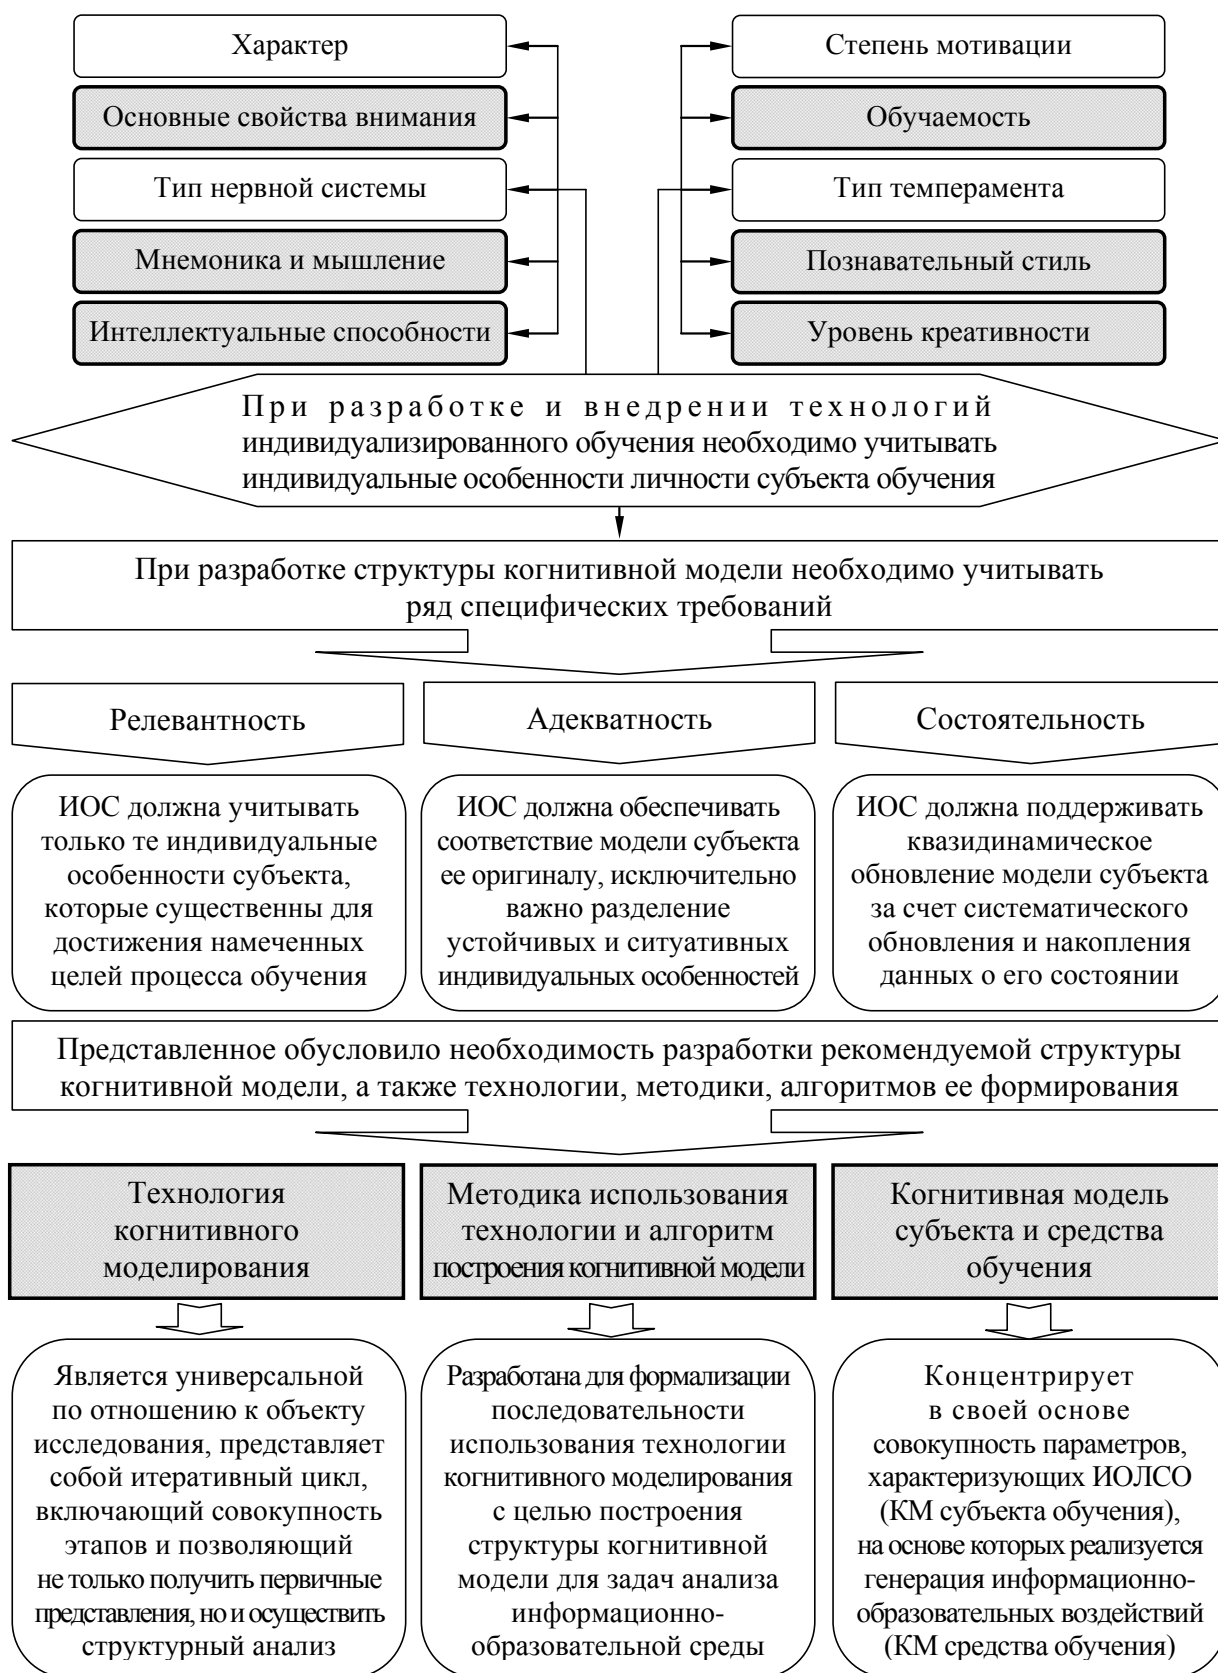 Характер
Основные свойства внимания
Тип нервной системы
Мнемоника и мышление
Интеллектуальные способности
Степень мотивации
Обучаемость
Тип темперамента
Познавательный стиль
Уровень креативности
При разработке и внедрении технологий
индивидуализированного обучения необходимо учитывать
индивидуальные особенности личности субъекта обучения
При разработке структуры когнитивной модели необходимо учитывать
ряд специфических требований
Релевантность
ИОС должна учитывать
только те индивидуальные
особенности субъекта,
которые существенны для
достижения намеченных
целей процесса обучения
Адекватность
ИОС должна обеспечивать
соответствие модели субъекта
ее оригиналу, исключительно
важно разделение
устойчивых и ситуативных
индивидуальных особенностей
Состоятельность
ИОС должна поддерживать
квазидинамическое
обновление модели субъекта
за счет систематического
обновления и накопления
данных о его состоянии
Представленное обусловило необходимость разработки рекомендуемой структуры
когнитивной модели, а также технологии, методики, алгоритмов ее формирования
Технология
когнитивного
моделирования
Является универсальной
по отношению к объекту
исследования, представляет
собой итеративный цикл,
включающий совокупность
этапов и позволяющий
не только получить первичные
представления, но и осуществить
структурный анализ
Методика использования
технологии и алгоритм
построения когнитивной модели
Разработана для формализации
последовательности
использования технологии
когнитивного моделирования
с целью построения
структуры когнитивной
модели для задач анализа
информационно-
образовательной среды
Когнитивная модель
субъекта и средства
обучения
Концентрирует
в своей основе
совокупность параметров,
характеризующих ИОЛСО
(КМ субъекта обучения),
на основе которых реализуется
генерация информационно-
образовательных воздействий
(КМ средства обучения)